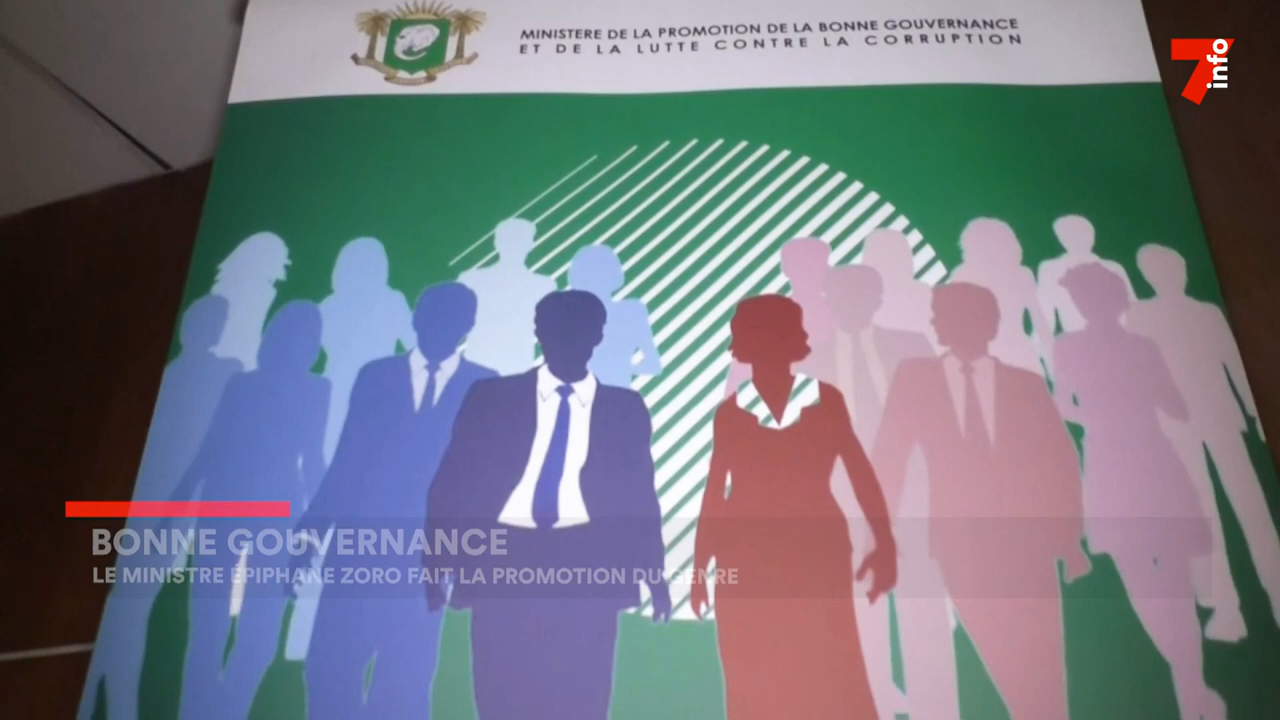 MINISTERE DE LA PROMOTION DE LA BONNE GOUVERNANCE
ET DE LA LUTTE CONTRE LA CORRUPTION
7info
BONNE GOUVERNANCE
LE MINISTRE ÉPIPHANE ZORO FAIT LA PROMOTION DU GENRE